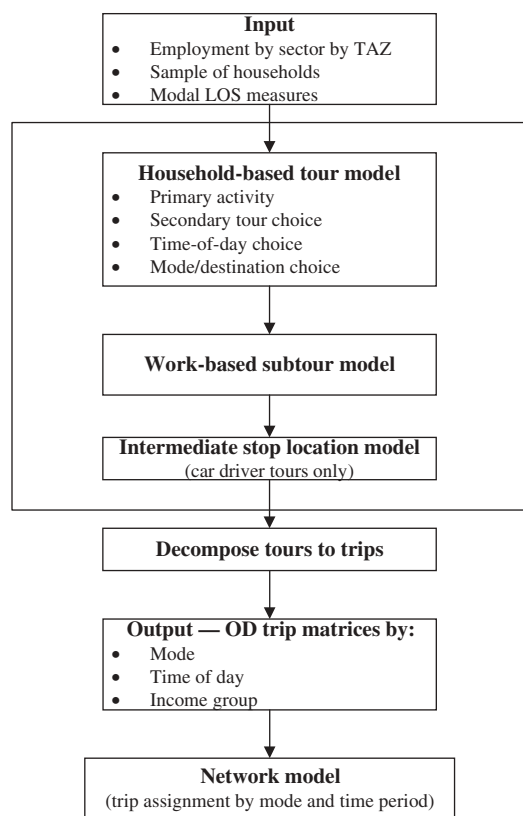 Input
• Employment by sector by TAZ
• Sample of households
• Modal LOS measures
Household-based tour model
• Primary activity
• Secondary tour choice
• Time-of-day choice
• Mode/destination choice
Work-based subtour model
Intermediate stop location model
(car driver tours only)
Decompose tours to trips
Output — OD trip matrices by:
• Mode
• Time of day
• Income group
Network model
(trip assignment by mode and time period)